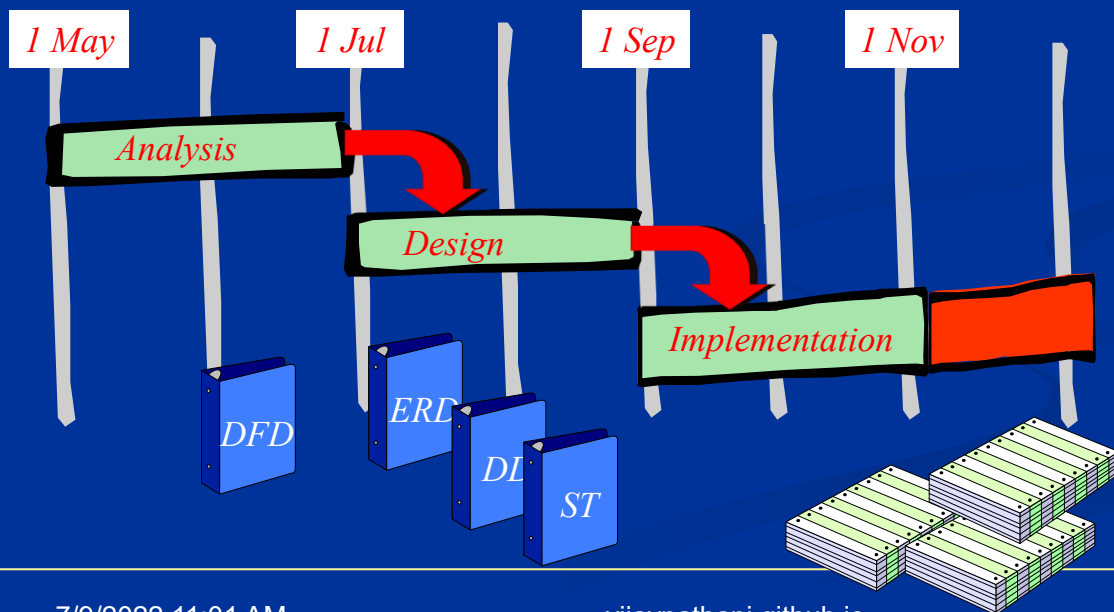 1 May
1 Jul
1 Sep
1 Nov
Analysis
Design
Implementation
DFD
ERD
ST